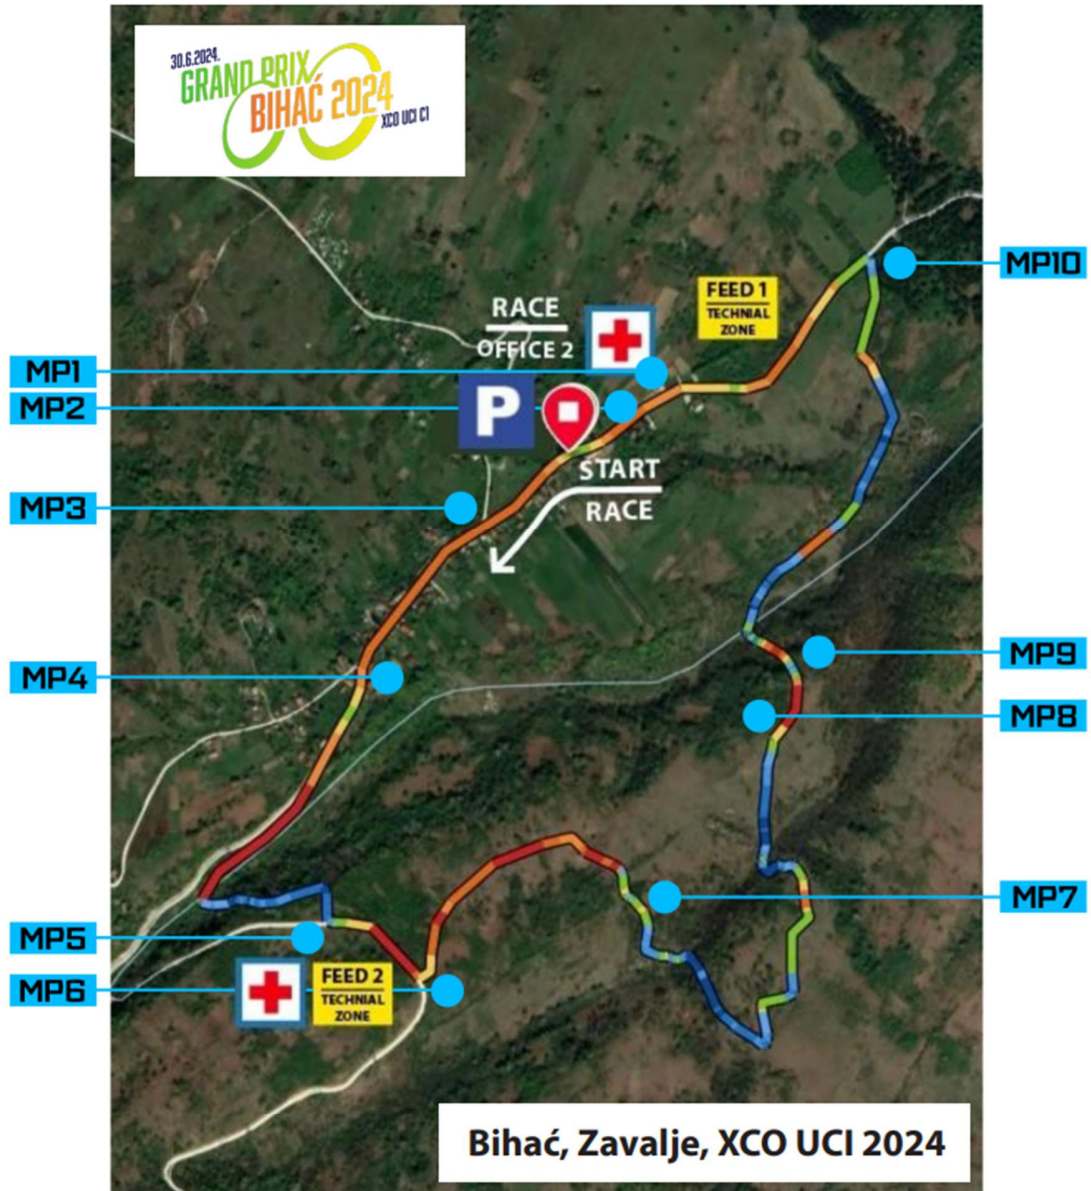 30.6.2024.
GRAND PRIX
BIHAĆ 2024
XCO UCI C1
MP10
FEED 1
TECHNIAL
ZONE
RACE
OFFICE 2
MP1
MP2
P
START
RACE
MP3
MP4
MP9
MP8
MP7
MP5
MP6
FEED 2
TECHNIAL
ZONE
Bihać, Zavalje, XCO UCI 2024